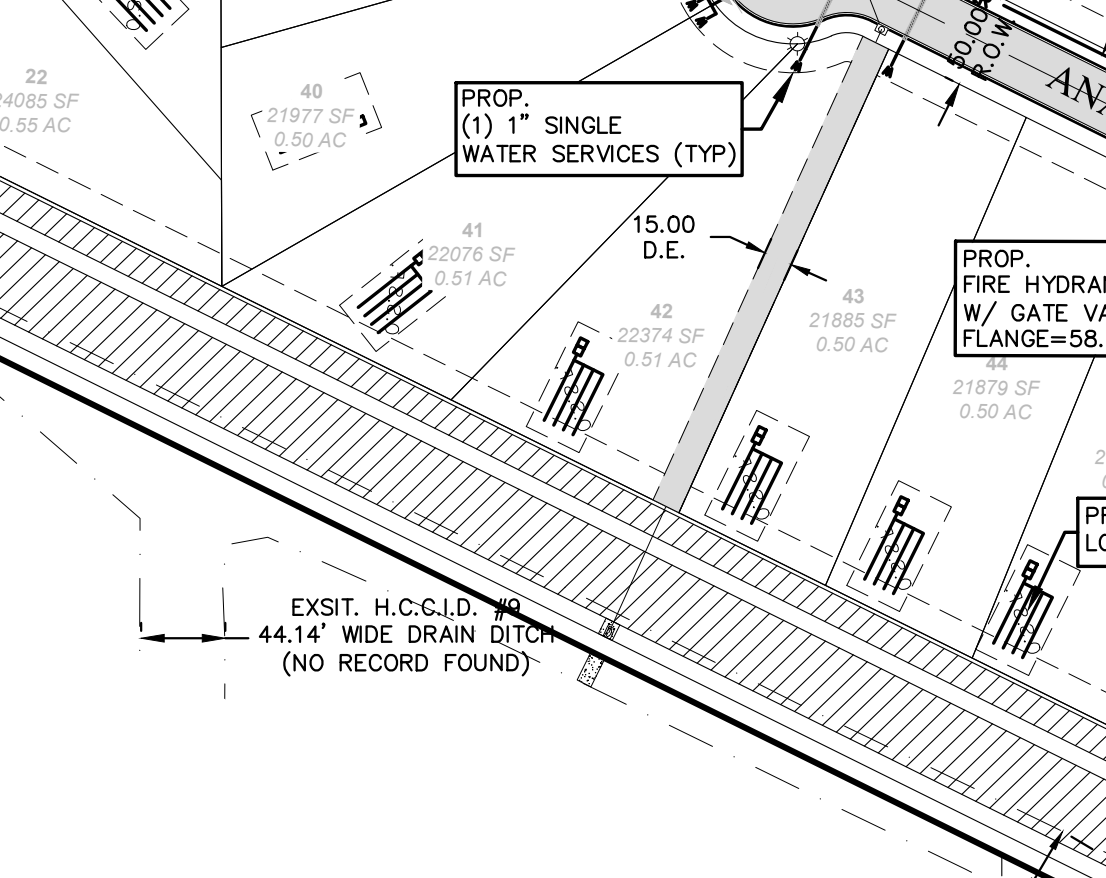 50.00'
R.O.W.
22
24085 SF
0.55 AC
40
21977 SF
0.50 AC
PROP.
(1) 1" SINGLE
WATER SERVICES (TYP)
41
22076 SF
0.51 AC
15.00
D.E.
42
22374 SF
0.51 AC
43
21885 SF
0.50 AC
PROP.
FIRE HYDRAN
W/ GATE VA
FLANGE=58.
44
21879 SF
0.50 AC
EXSIT. H.C.C.I.D. #9
44.14' WIDE DRAIN DITCH
(NO RECORD FOUND)